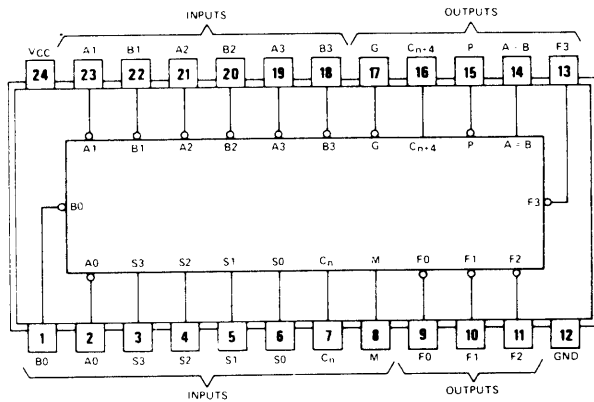 INPUTS OUTPUTS
VCC A1 B1 A2 B2 A3 B3 G Cn+4 P A=B F3
24 23 22 21 20 19 18 17 16 15 14 13
A1 B1 A2 B2 A3 B3 G Cn+4 P A=B
B0 F3
A0 S3 S2 S1 S0 Cn M F0 F1 F2
1 2 3 4 5 6 7 8 9 10 11 12
B0 A0 S3 S2 S1 S0 Cn M F0 F1 F2 GND
INPUTS OUTPUTS